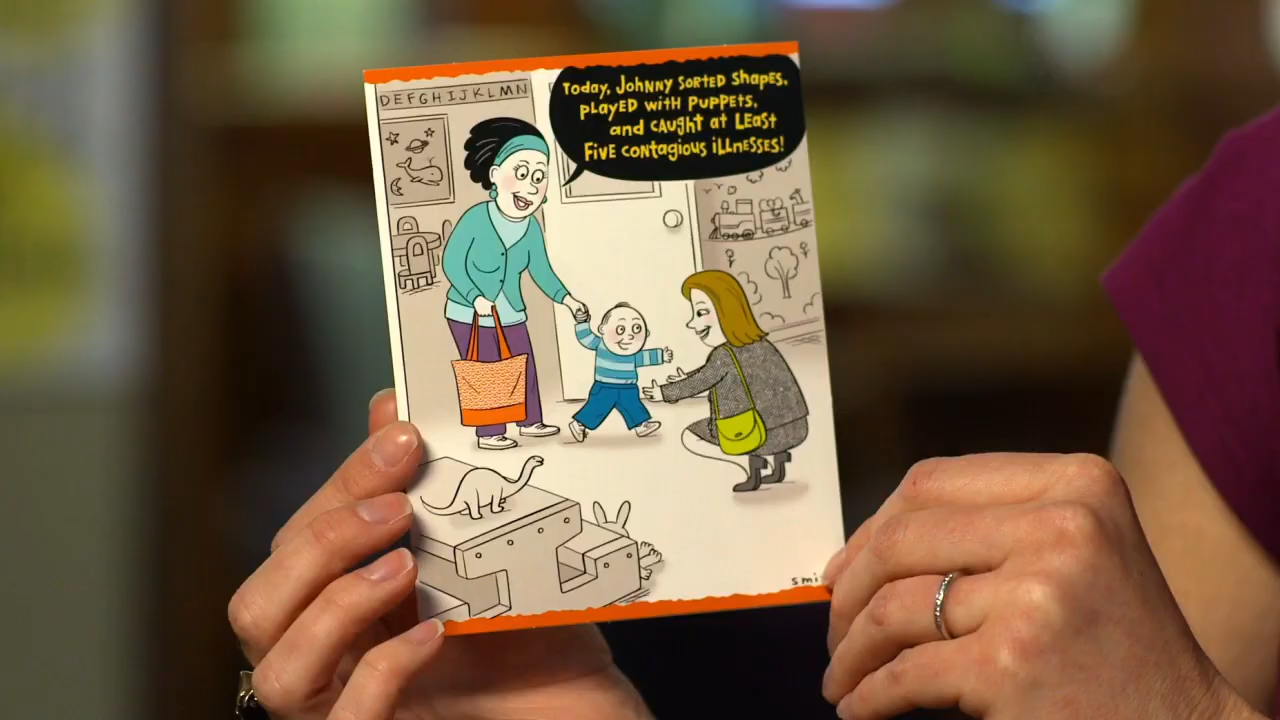 DEFGHIJKLMN
Today, Johnny sorted shapes,
played with puppets,
and caught at least
five contagious illnesses!